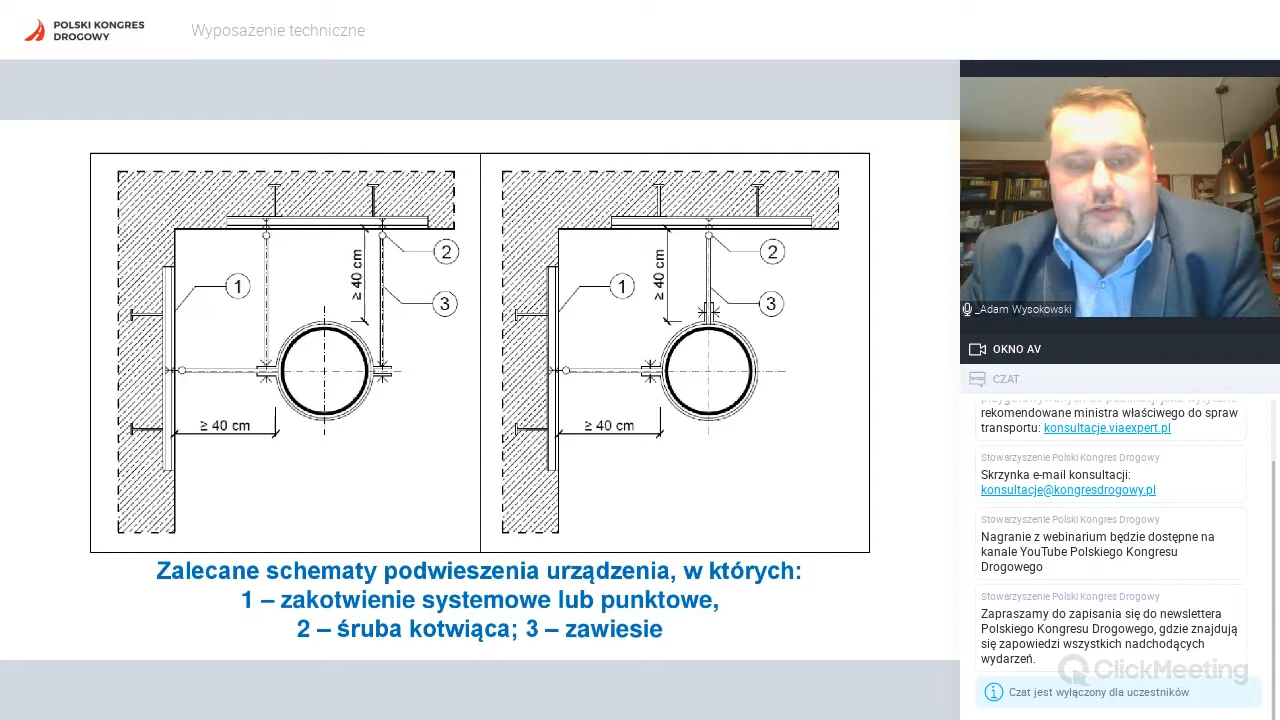 POLSKI KONGRES
DROGOWY
Wyposażenie techniczne
1
≥ 40 cm
2
3
≥ 40 cm
1
≥ 40 cm
2
3
≥ 40 cm
Zalecane schematy podwieszenia urządzenia, w których:
1 – zakotwienie systemowe lub punktowe,
2 – śruba kotwiąca; 3 – zawiesie
_Adam Wysokowski
OKNO AV
CZAT
rekomendowane ministra właściwego do spraw
transportu: konsultacje.viaexpert.pl
Stowarzyszenie Polski Kongres Drogowy
Skrzynka e-mail konsultacji:
konsultacje@kongresdrogowy.pl
Stowarzyszenie Polski Kongres Drogowy
Nagranie z webinarium będzie dostępne na
kanale YouTube Polskiego Kongresu
Drogowego
Stowarzyszenie Polski Kongres Drogowy
Zapraszamy do zapisania się do newslettera
Polskiego Kongresu Drogowego, gdzie znajdują
się zapowiedzi wszystkich nadchodzących
wydarzeń.
ClickMeeting
Czat jest wyłączony dla uczestników